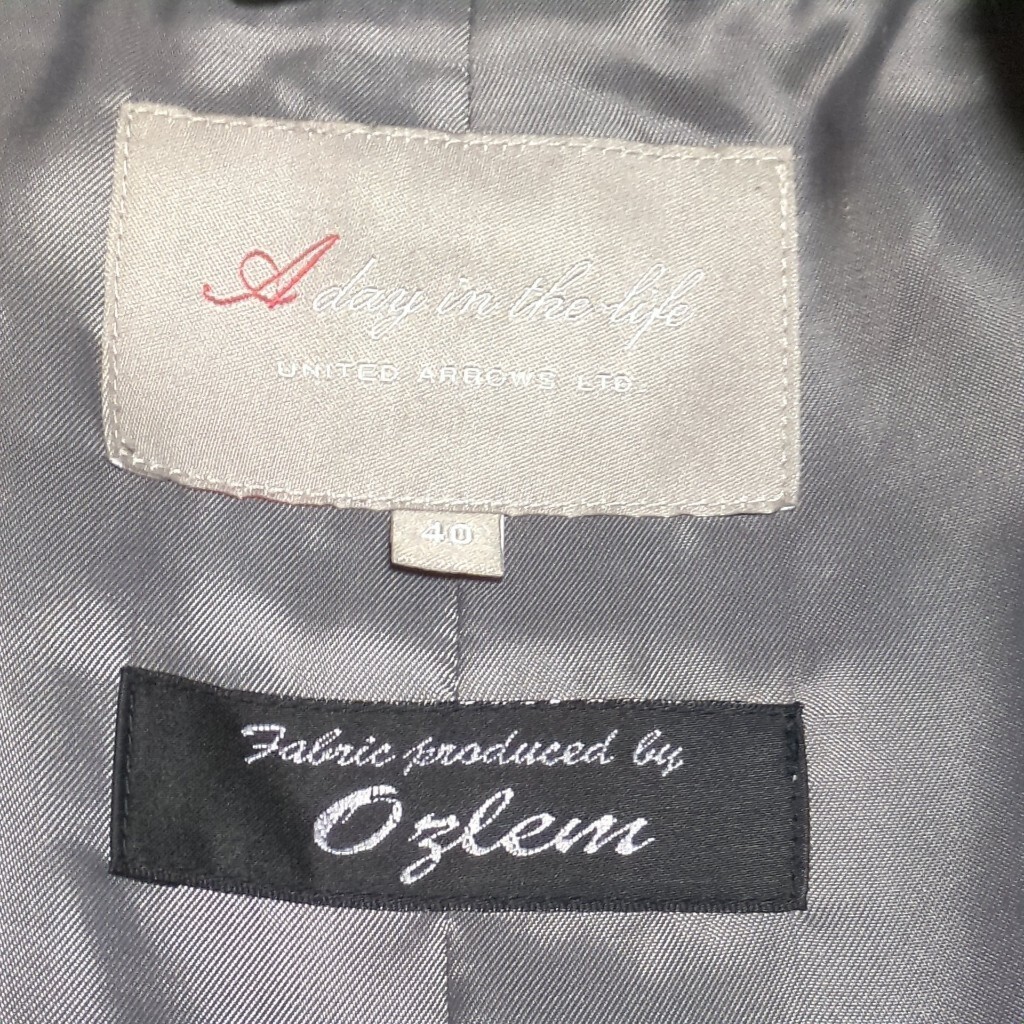 A day in the life
UNITED ARROWS LTD.
40
Fabric produced by
Ozlem